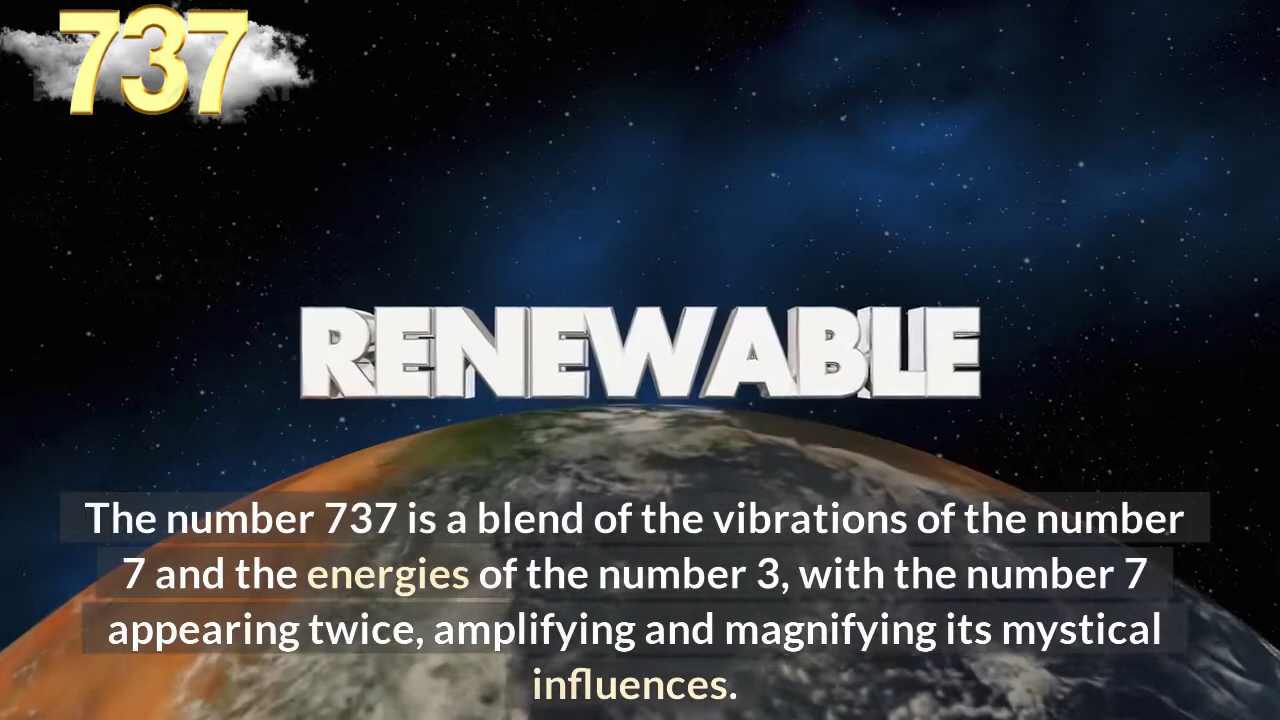 737
RENEWABLE
The number 737 is a blend of the vibrations of the number
7 and the energies of the number 3, with the number 7
appearing twice, amplifying and magnifying its mystical
influences.